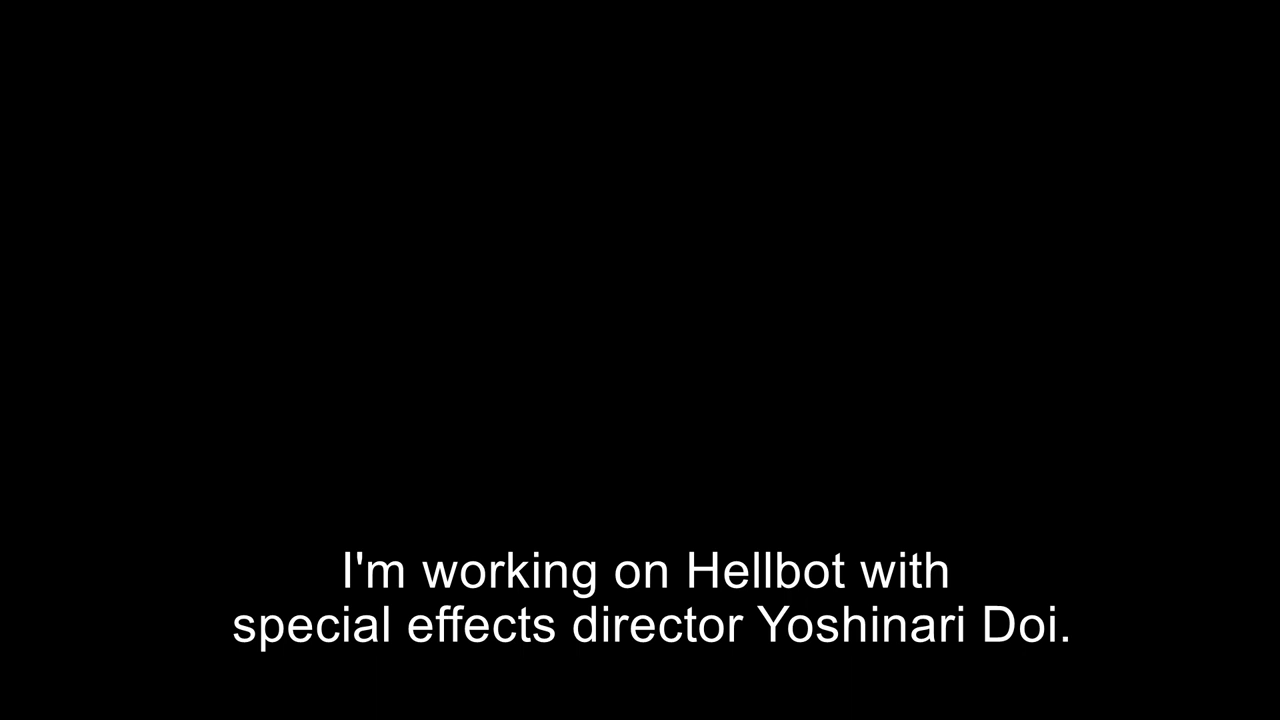 I'm working on Hellbot with
special effects director Yoshinari Doi.